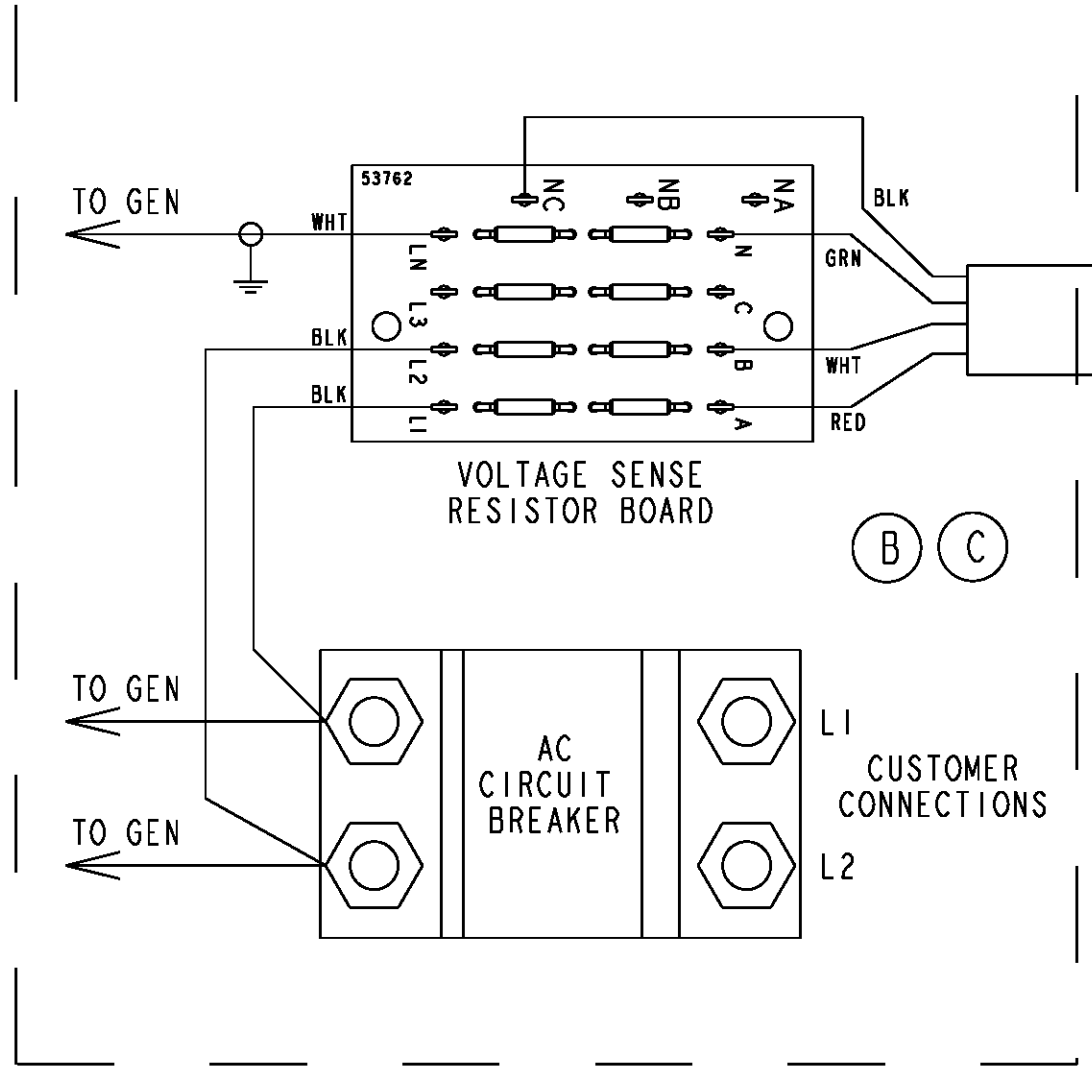 53762
NC
NB
NA
BLK
TO GEN
WHT
LN
N
GRN
L3
C
BLK
L2
B
WHT
BLK
L1
A
RED
VOLTAGE SENSE
RESISTOR BOARD
B
C
TO GEN
L1
AC
CIRCUIT
BREAKER
CUSTOMER
CONNECTIONS
TO GEN
L2